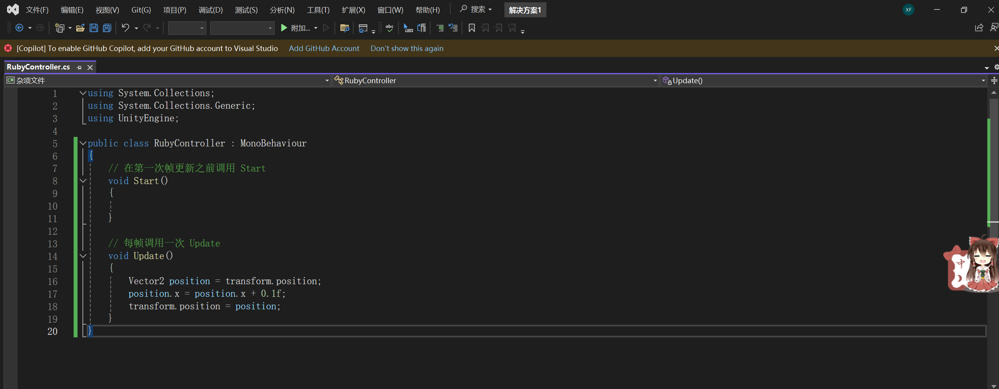 文件(F) 编辑(E) 视图(V) Git(G) 项目(P) 调试(D) 测试(S) 分析(N) 工具(T) 扩展(X) 窗口(W) 帮助(H) 搜索 解决方案1 XF
附加... abc
[Copilot] To enable GitHub Copilot, add your GitHub account to Visual Studio Add GitHub Account Don't show this again
RubyController.cs
C# 杂项文件 RubyController Update()
1 using System.Collections;
2 using System.Collections.Generic;
3 using UnityEngine;
4
5 public class RubyController : MonoBehaviour
6 {
7 // 在第一次帧更新之前调用 Start
8 void Start()
9 {
10
11 }
12
13 // 每帧调用一次 Update
14 void Update()
15 {
16 Vector2 position = transform.position;
17 position.x = position.x + 0.1f;
18 transform.position = position;
19 }
20 }
中